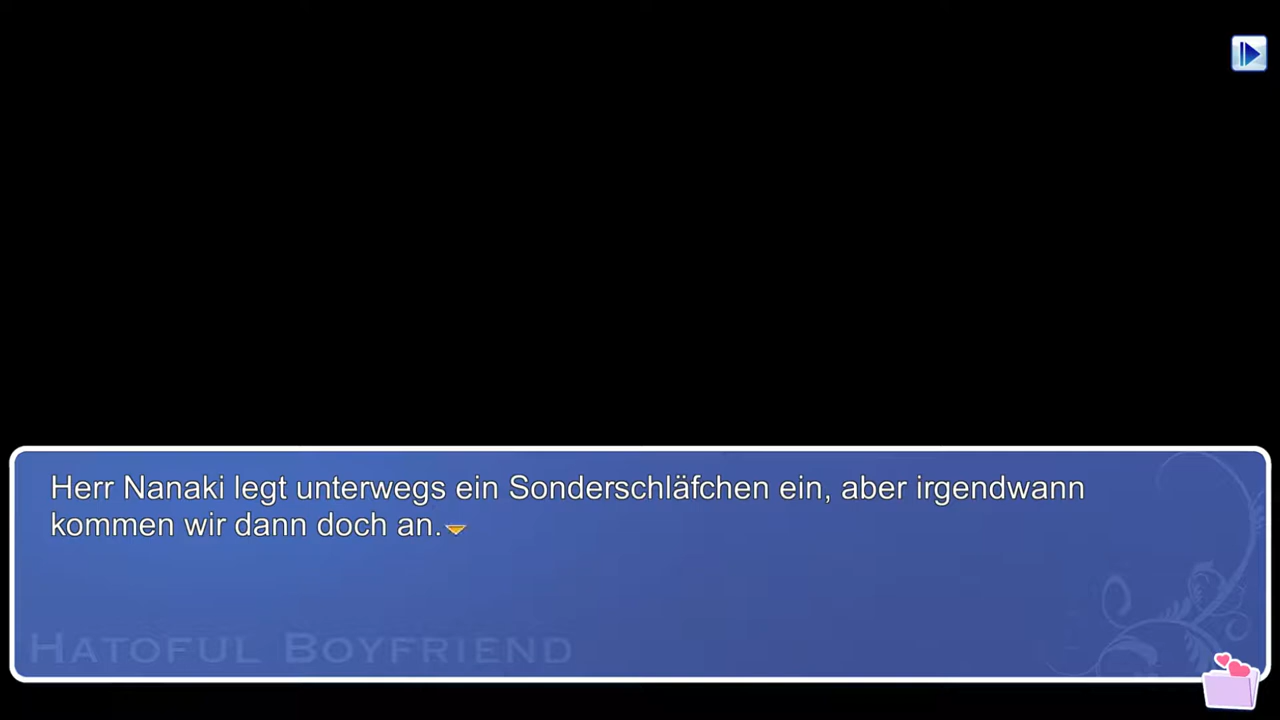 Herr Nanaki legt unterwegs ein Sonderschläfchen ein, aber irgendwann
kommen wir dann doch an.
HATOFUL BOYFRIEND